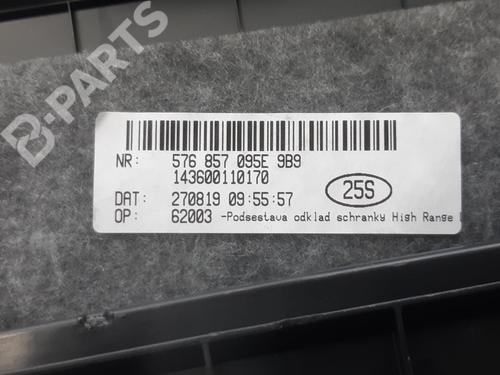 B-PARTS
NR: 576 857 095E 9B9
143600110170
DAT: 270819 09:55:57
OP: 62003 -Podsestava odklad schranky High Range
25S
B-PARTS